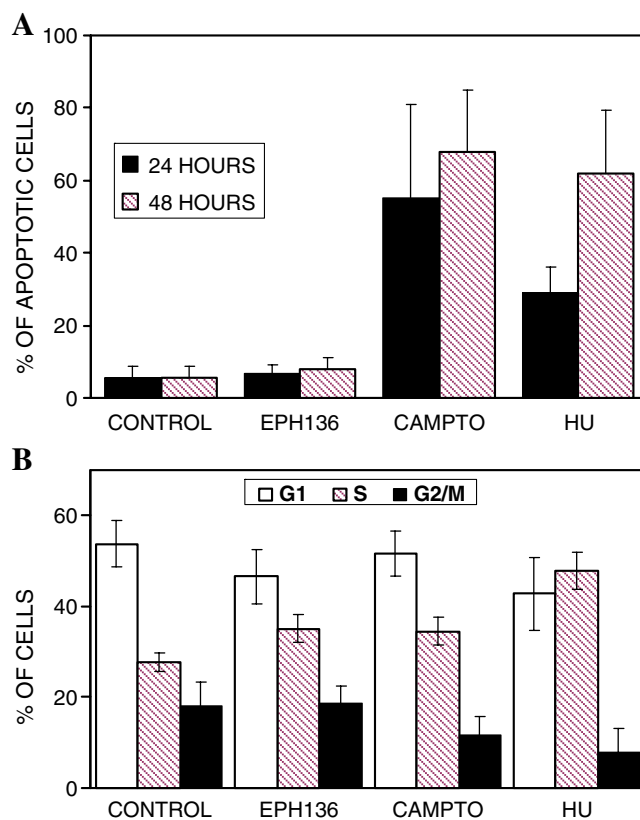 A
100
80
60
40
20
0
% OF APOPTOTIC CELLS
24 HOURS
48 HOURS
CONTROL EPH136 CAMPTO HU
B
G1 S G2/M
60
40
20
0
% OF CELLS
CONTROL EPH136 CAMPTO HU